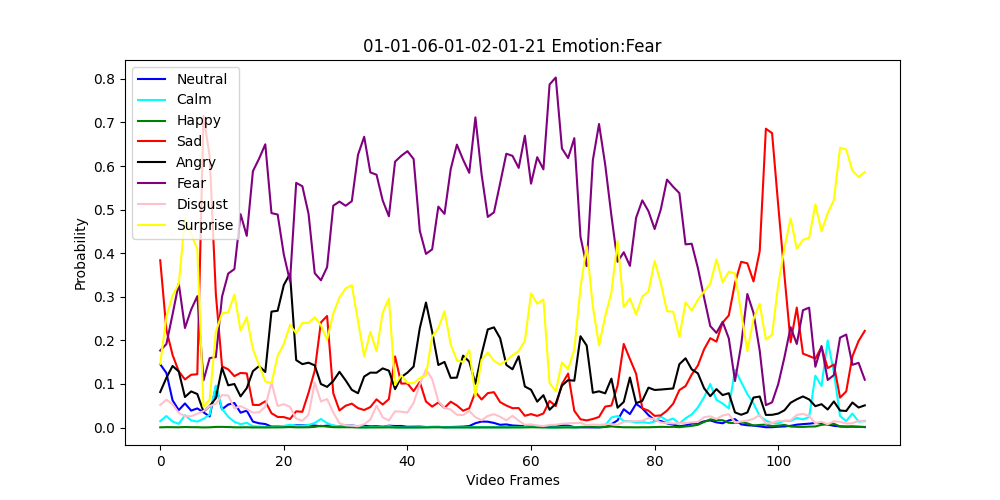 01-01-06-01-02-01-21 Emotion:Fear
Neutral
Calm
Happy
Sad
Angry
Fear
Disgust
Surprise
0.8
0.7
0.6
0.5
0.4
0.3
0.2
0.1
0.0
Probability
0 20 40 60 80 100
Video Frames